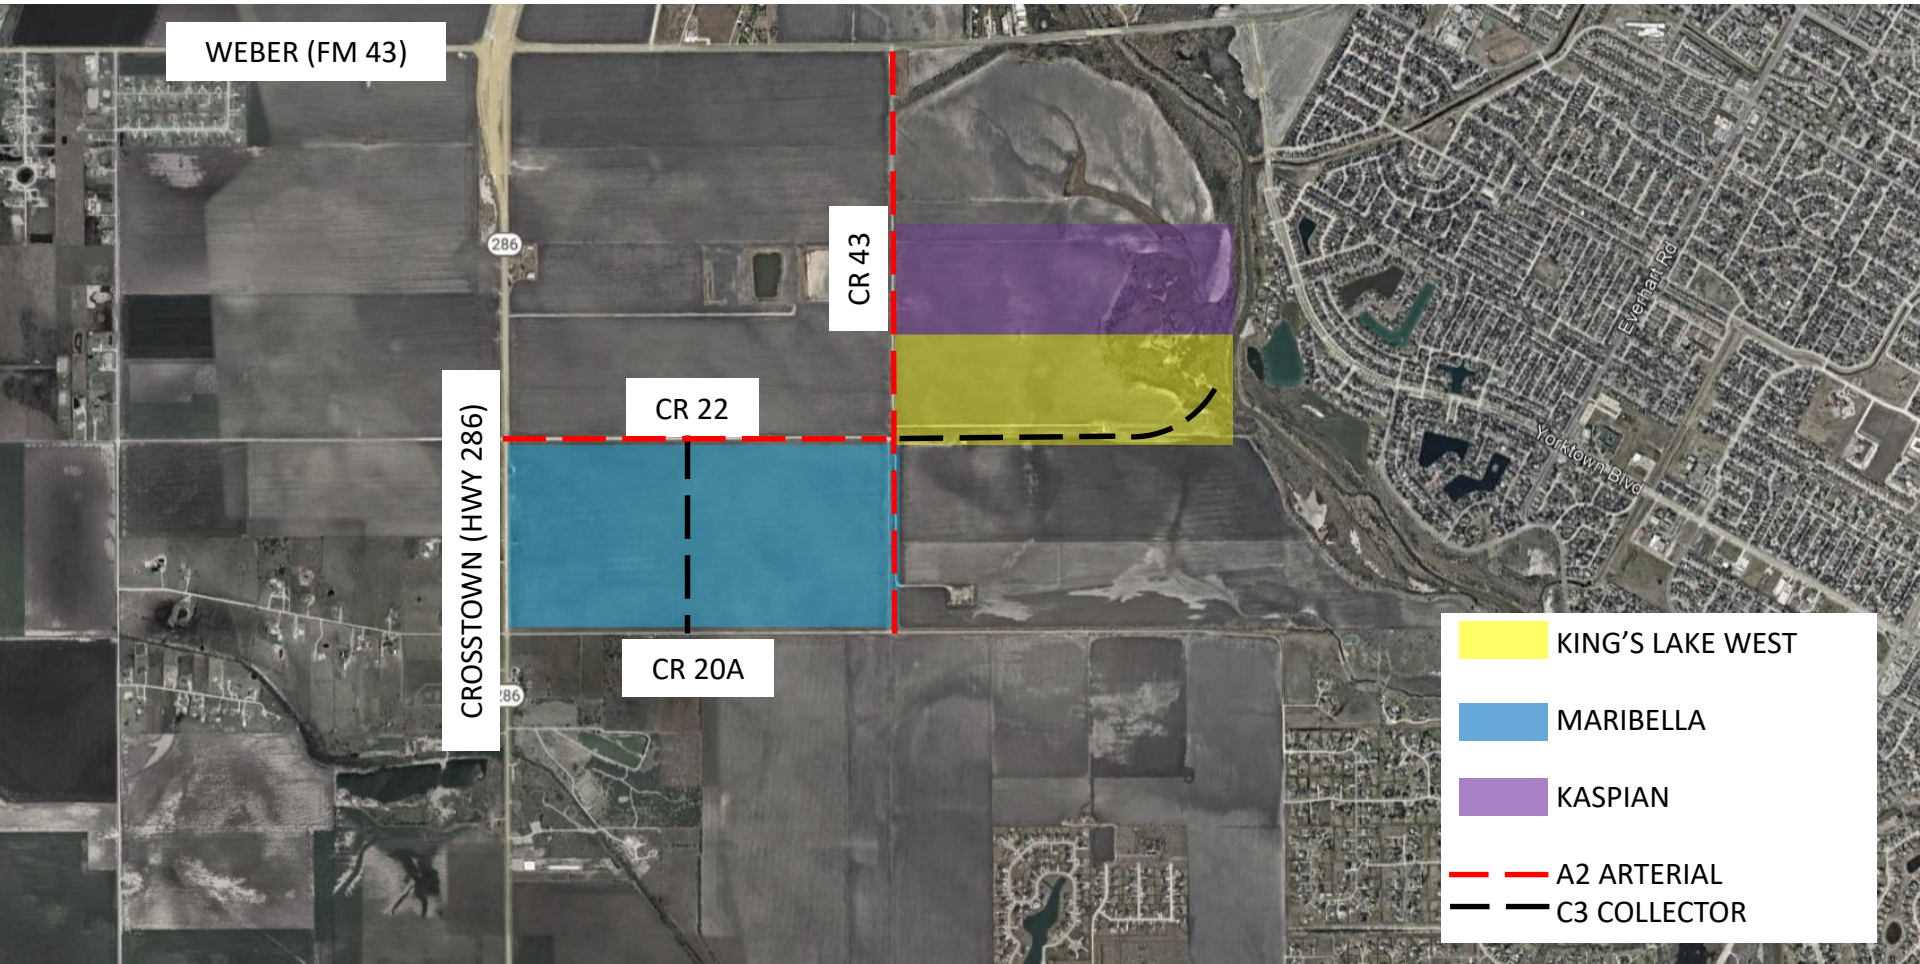 WEBER (FM 43)
286
CR 43
Everhart Rd
CR 22
CROSSTOWN (HWY 286)
Yorktown Blvd
CR 20A
286
KING'S LAKE WEST
MARIBELLA
KASPIAN
A2 ARTERIAL
C3 COLLECTOR